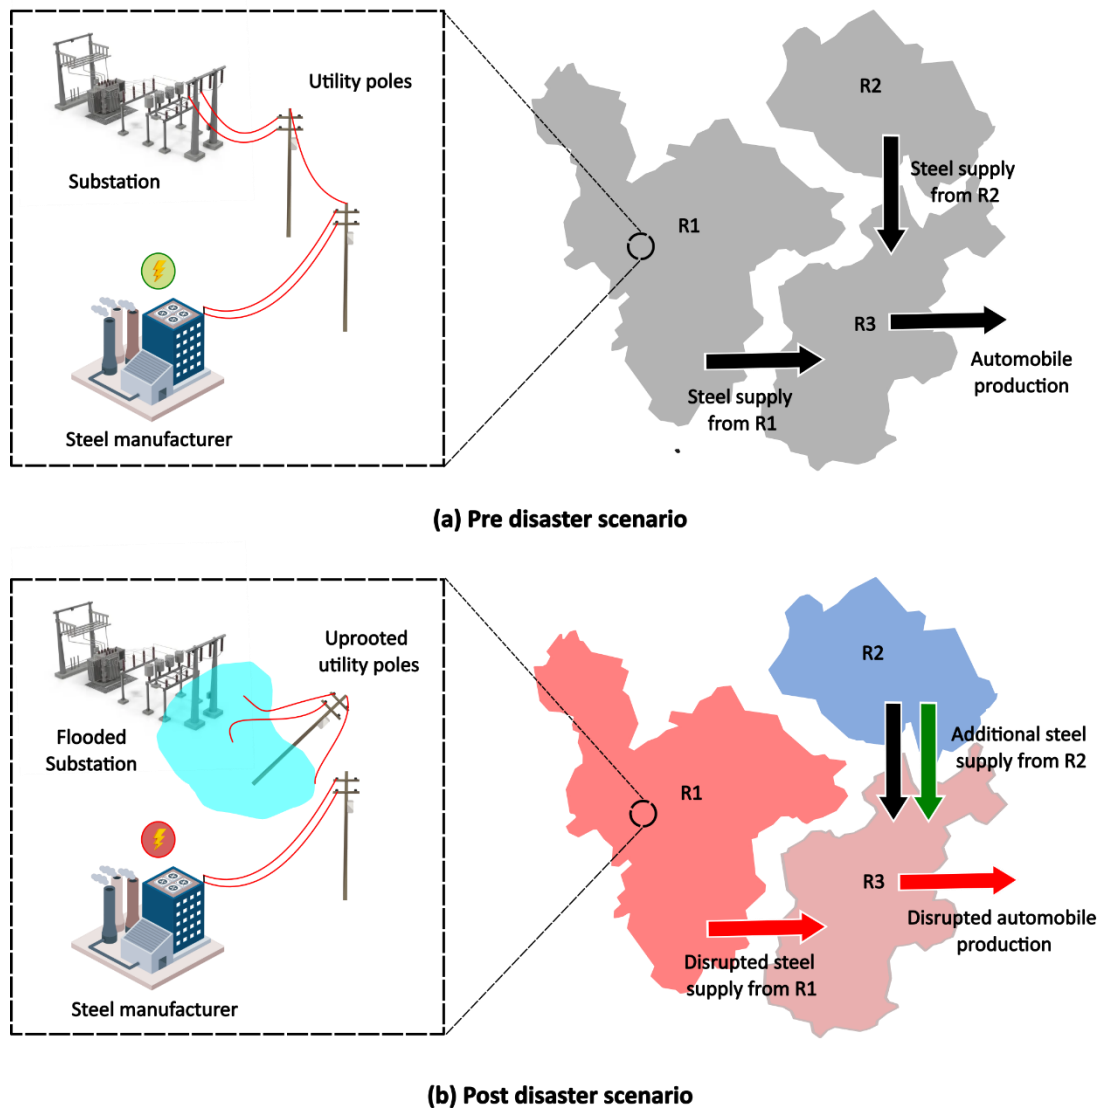 Utility poles
Substation
Steel manufacturer
R2
Steel supply
from R2
R1
R3
Automobile
production
Steel supply
from R1
(a) Pre disaster scenario
Uprooted
utility poles
Flooded
Substation
Steel manufacturer
R2
Additional steel
supply from R2
R1
R3
Disrupted automobile
production
Disrupted steel
supply from R1
(b) Post disaster scenario